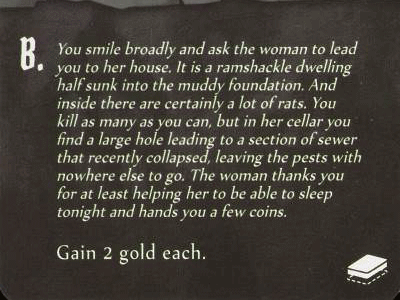 B.
You smile broadly and ask the woman to lead
you to her house. It is a ramshackle dwelling
half sunk into the muddy foundation. And
inside there are certainly a lot of rats. You
kill as many as you can, but in her cellar you
find a large hole leading to a section of sewer
that recently collapsed, leaving the pests with
nowhere else to go. The woman thanks you
for at least helping her to be able to sleep
tonight and hands you a few coins.
Gain 2 gold each.